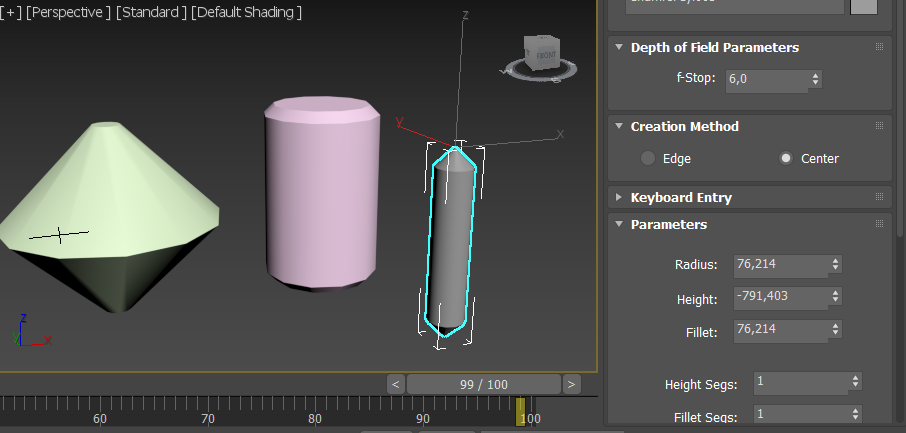 [ + ] [Perspective ] [Standard ] [Default Shading ]
z
y
x
FRONT
z
x
< 99 / 100 >
60 70 80 90 100
Depth of Field Parameters
f-Stop: 6,0
Creation Method
Edge Center
Keyboard Entry
Parameters
Radius: 76,214
Height: -791,403
Fillet: 76,214
Height Segs: 1
Fillet Segs: 1